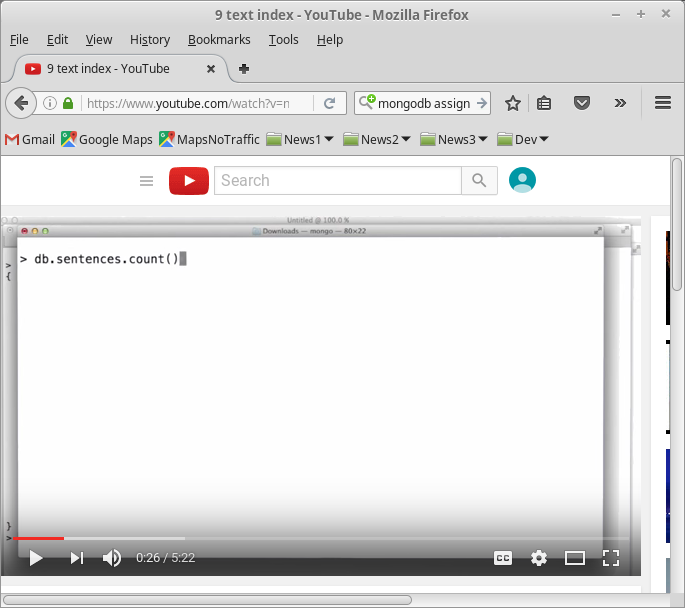 9 text index - YouTube - Mozilla Firefox
File Edit View History Bookmarks Tools Help
9 text index - YouTube
https://www.youtube.com/watch?v=n
mongodb assign
Gmail Google Maps MapsNoTraffic News1 News2 News3 Dev
Search
Untitled @ 100.0 %
Downloads — mongo — 80×22
> db.sentences.count()
>
{
}
>
0:26 / 5:22
CC